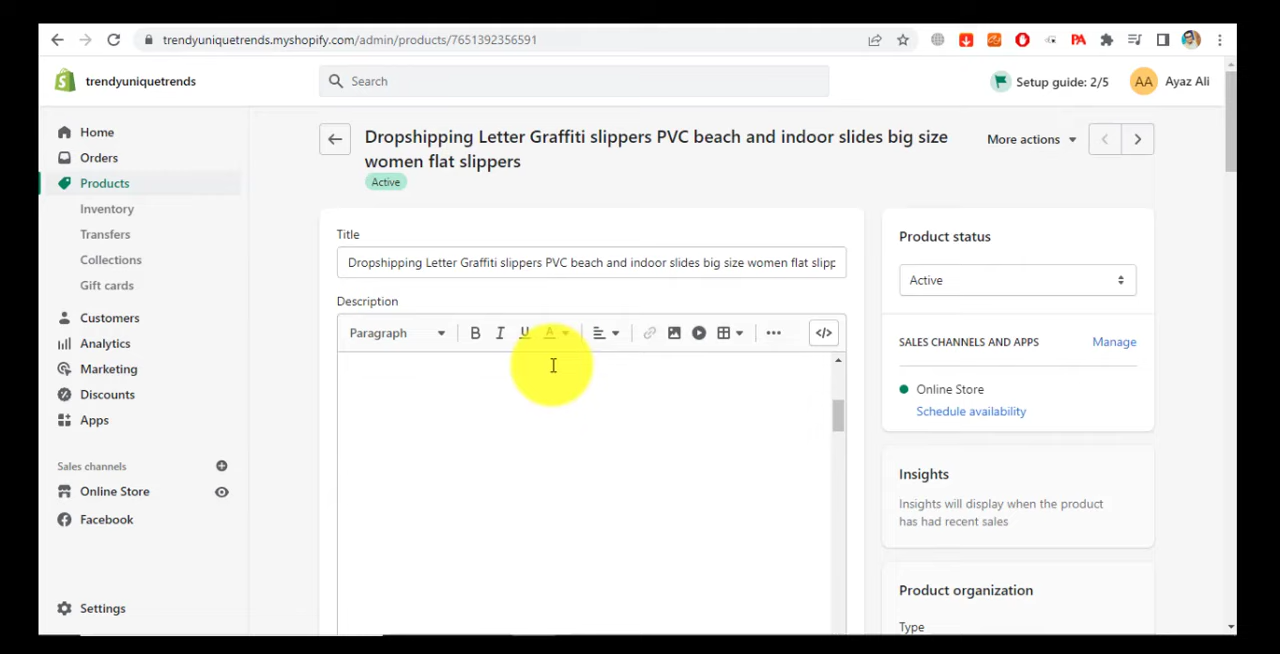 trendyuniquetrends.myshopify.com/admin/products/7651392356591
trendyuniquetrends
Search
Setup guide: 2/5
AA
Ayaz Ali
Home
Orders
Products
Inventory
Transfers
Collections
Gift cards
Customers
Analytics
Marketing
Discounts
Apps
Sales channels
Online Store
Facebook
Settings
Dropshipping Letter Graffiti slippers PVC beach and indoor slides big size
women flat slippers
Active
More actions
Title
Dropshipping Letter Graffiti slippers PVC beach and indoor slides big size women flat slipp
Description
Paragraph B I U A </>
Product status
Active
SALES CHANNELS AND APPS Manage
Online Store
Schedule availability
Insights
Insights will display when the product
has had recent sales
Product organization
Type